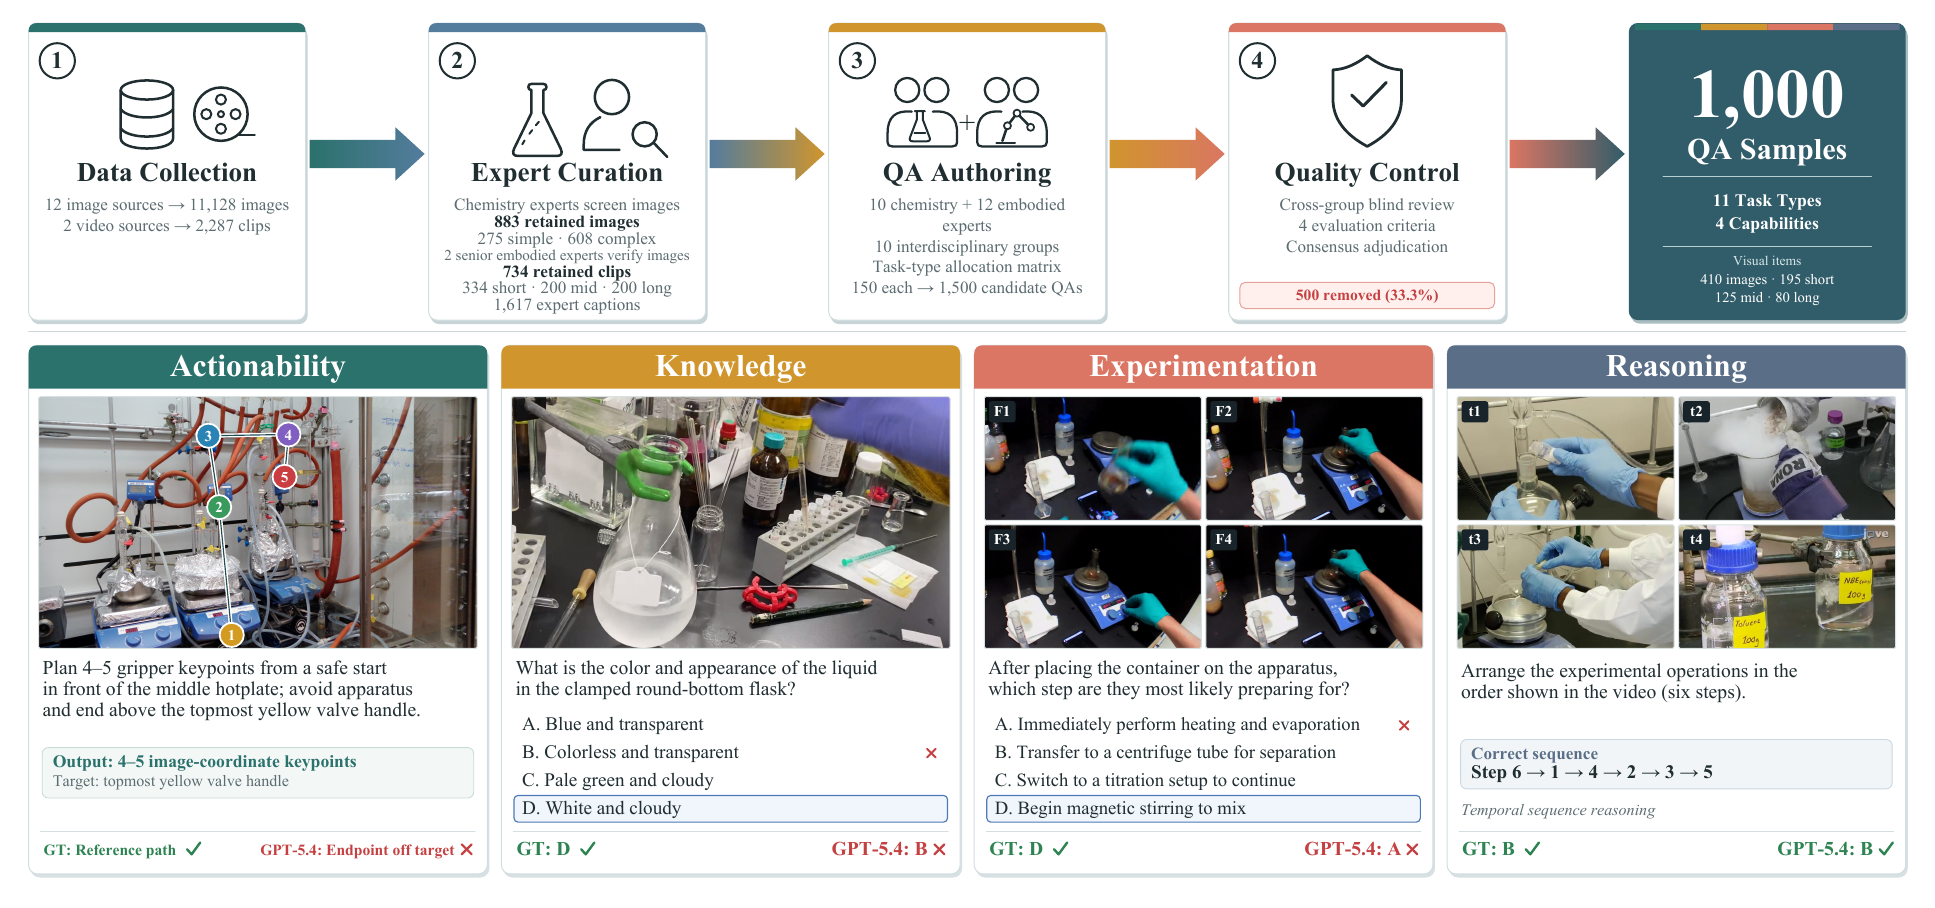 1
Data Collection
12 image sources → 11,128 images
2 video sources → 2,287 clips
2
Expert Curation
Chemistry experts screen images
883 retained images
275 simple · 608 complex
2 senior embodied experts verify images
734 retained clips
334 short · 200 mid · 200 long
1,617 expert captions
3
+
QA Authoring
10 chemistry + 12 embodied
experts
10 interdisciplinary groups
Task-type allocation matrix
150 each → 1,500 candidate QAs
4
Quality Control
Cross-group blind review
4 evaluation criteria
Consensus adjudication
500 removed (33.3%)
1,000
QA Samples
11 Task Types
4 Capabilities
Visual items
410 images · 195 short
125 mid · 80 long
Actionability
3
4
5
2
1
Plan 4–5 gripper keypoints from a safe start
in front of the middle hotplate; avoid apparatus
and end above the topmost yellow valve handle.
Output: 4–5 image-coordinate keypoints
Target: topmost yellow valve handle
GT: Reference path ✓
GPT-5.4: Endpoint off target ✕
Knowledge
What is the color and appearance of the liquid
in the clamped round-bottom flask?
A. Blue and transparent
B. Colorless and transparent ✕
C. Pale green and cloudy
D. White and cloudy
GT: D ✓
GPT-5.4: B ✕
Experimentation
F1
F2
F3
F4
After placing the container on the apparatus,
which step are they most likely preparing for?
A. Immediately perform heating and evaporation ✕
B. Transfer to a centrifuge tube for separation
C. Switch to a titration setup to continue
D. Begin magnetic stirring to mix
GT: D ✓
GPT-5.4: A ✕
Reasoning
t1
t2
ROMA
t3
t4
jove
NBE
100g
Toluene
100g
Arrange the experimental operations in the
order shown in the video (six steps).
Correct sequence
Step 6 → 1 → 4 → 2 → 3 → 5
Temporal sequence reasoning
GT: B ✓
GPT-5.4: B ✓